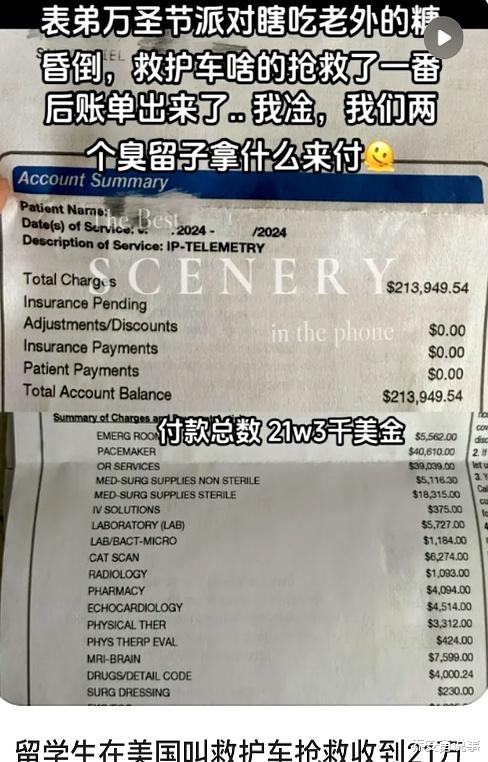 表弟万圣节派对瞎吃老外的糖
昏倒，救护车啥的抢救了一番
后账单出来了..我淦，我们两
个臭留子拿什么来付🫠
Account Summary
Patient Name:
Date(s) of Service: .2024 - /2024
Description of Service: IP-TELEMETRY
The Best
SCENERY
in the phone
Total Charges $213,949.54
Insurance Pending
Adjustments/Discounts $0.00
Insurance Payments $0.00
Patient Payments $0.00
Total Account Balance $213,949.54
Summary of Charges
付款总数 21w3千美金
EMERG ROOM $5,562.00
PACEMAKER $40,610.00
OR SERVICES $39,039.00
MED-SURG SUPPLIES NON STERILE $5,116.30
MED-SURG SUPPLIES STERILE $18,315.00
IV SOLUTIONS $375.00
LABORATORY (LAB) $5,727.00
LAB/BACT-MICRO $1,184.00
CAT SCAN $6,274.00
RADIOLOGY $1,093.00
PHARMACY $4,094.00
ECHOCARDIOLOGY $4,514.00
PHYSICAL THER $3,312.00
PHYS THERP EVAL $424.00
MRI-BRAIN $7,599.00
DRUGS/DETAIL CODE $4,000.24
SURG DRESSING $230.00
留学生在美国叫救护车抢救收到21万